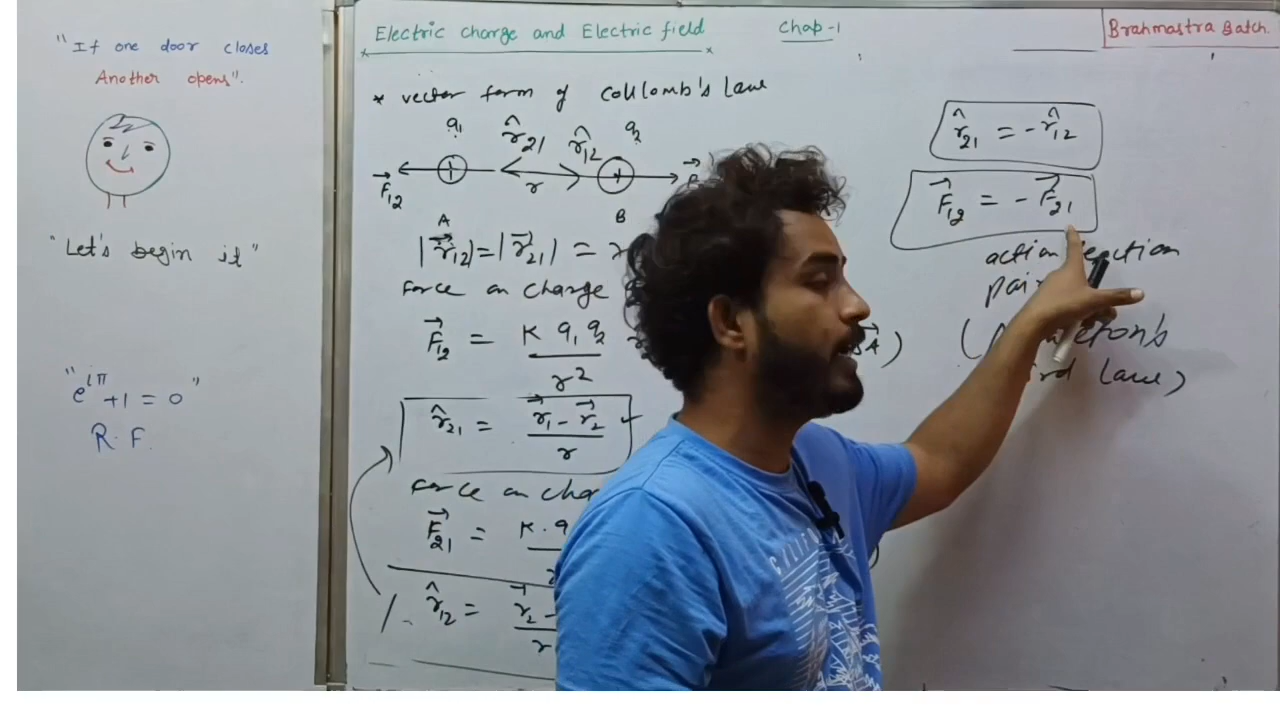 "If one door closes
Another opens".
"Let's begin it"
"e^iπ +1 = 0"
R. F.
Electric charge and Electric field
Chap-1
Brahmastra Batch
* vector form of Coulomb's Law
q1 r̂21 r̂12 q2
F⃗12 r
A B
|r⃗12| = |r⃗21| =
Force on charge
F⃗12 = K q1 q2
r2
r̂21 = r⃗1 - r⃗2
r
Force on cha
F⃗21 = K . q
r̂12 = r⃗2 -
r
r̂21 = - r̂12
F⃗12 = - F⃗21
action
pair
Law)